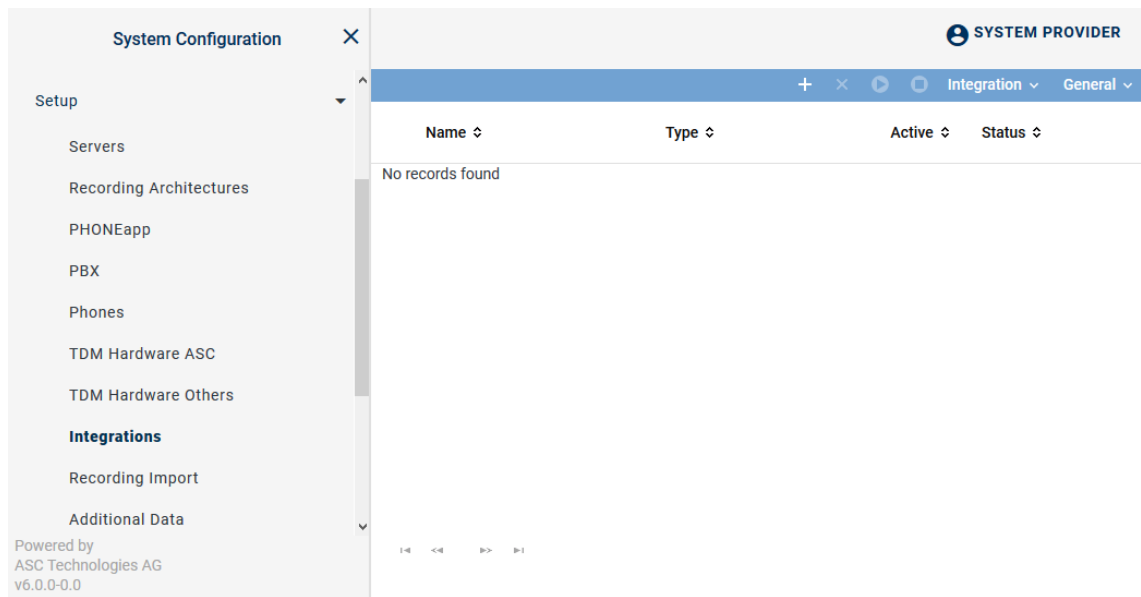 System Configuration
SYSTEM PROVIDER
Integration
General
Setup
Servers
Recording Architectures
PHONEapp
PBX
Phones
TDM Hardware ASC
TDM Hardware Others
Integrations
Recording Import
Additional Data
Powered by
ASC Technologies AG
v6.0.0-0.0
Name Type Active Status
No records found